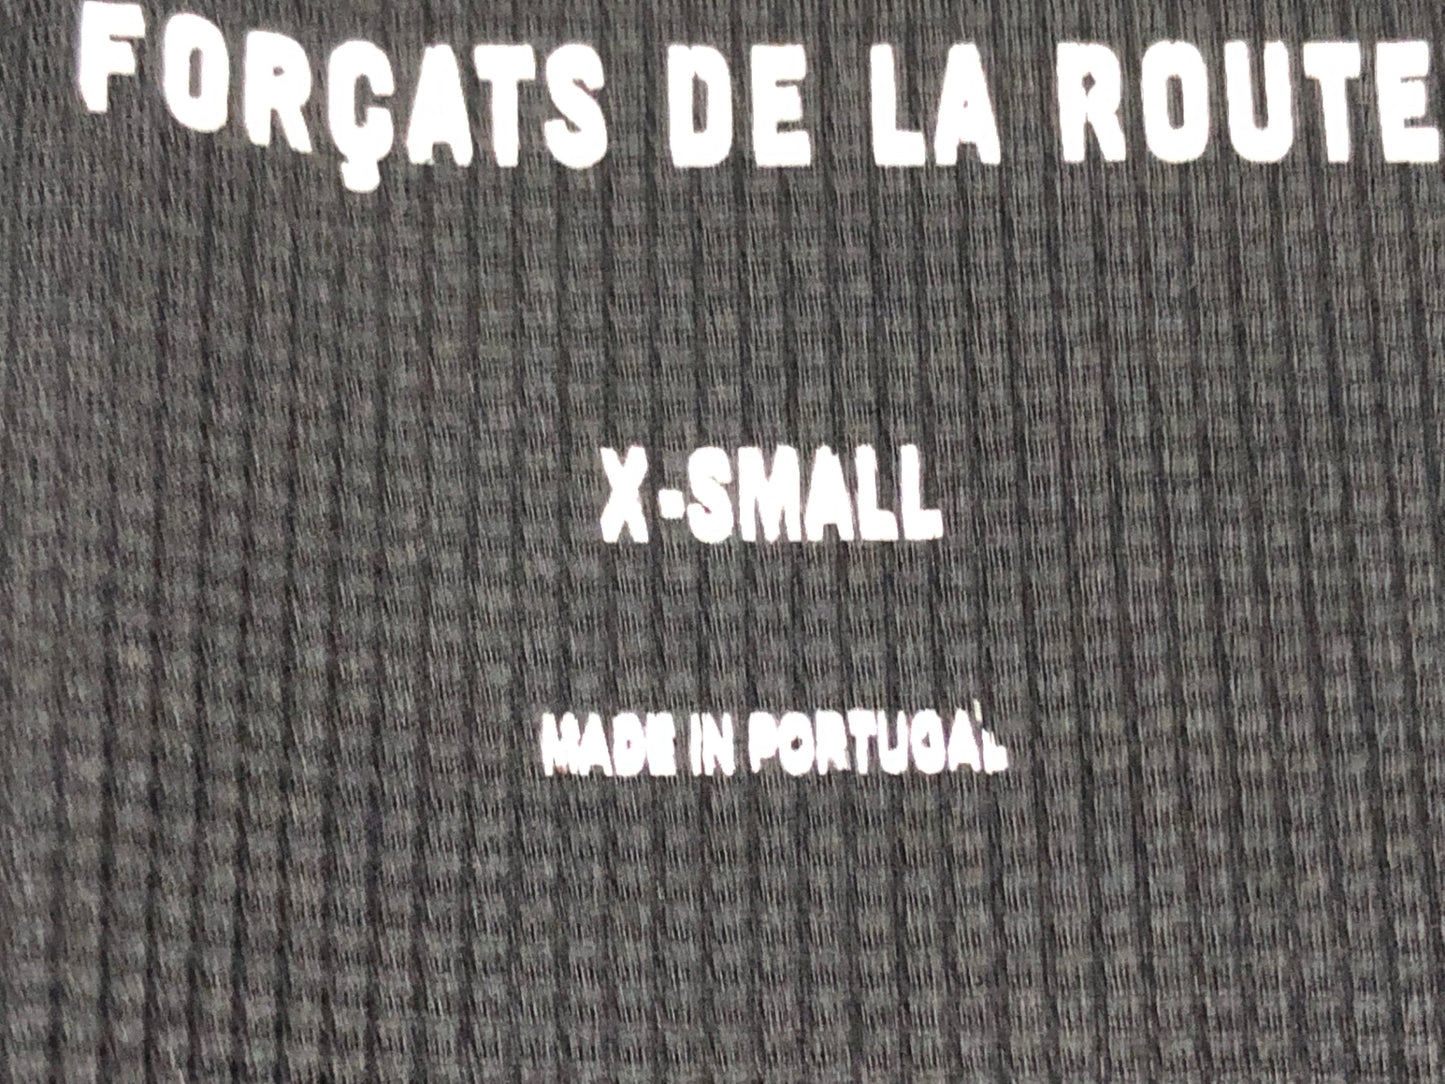 FORÇATS DE LA ROUTE
X-SMALL
MADE IN PORTUGAL